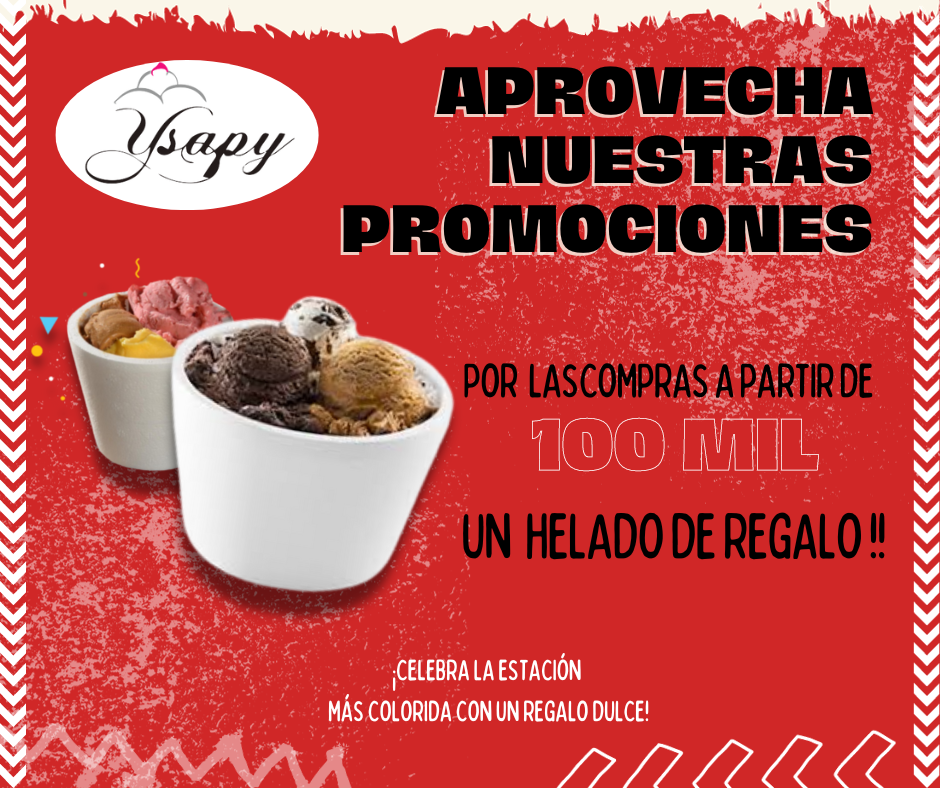 Ysapy
APROVECHA
NUESTRAS
PROMOCIONES
POR LASCOMPRAS A PARTIR DE
100 MIL
UN HELADO DE REGALO !!
¡CELEBRA LA ESTACIÓN
MÁS COLORIDA CON UN REGALO DULCE!